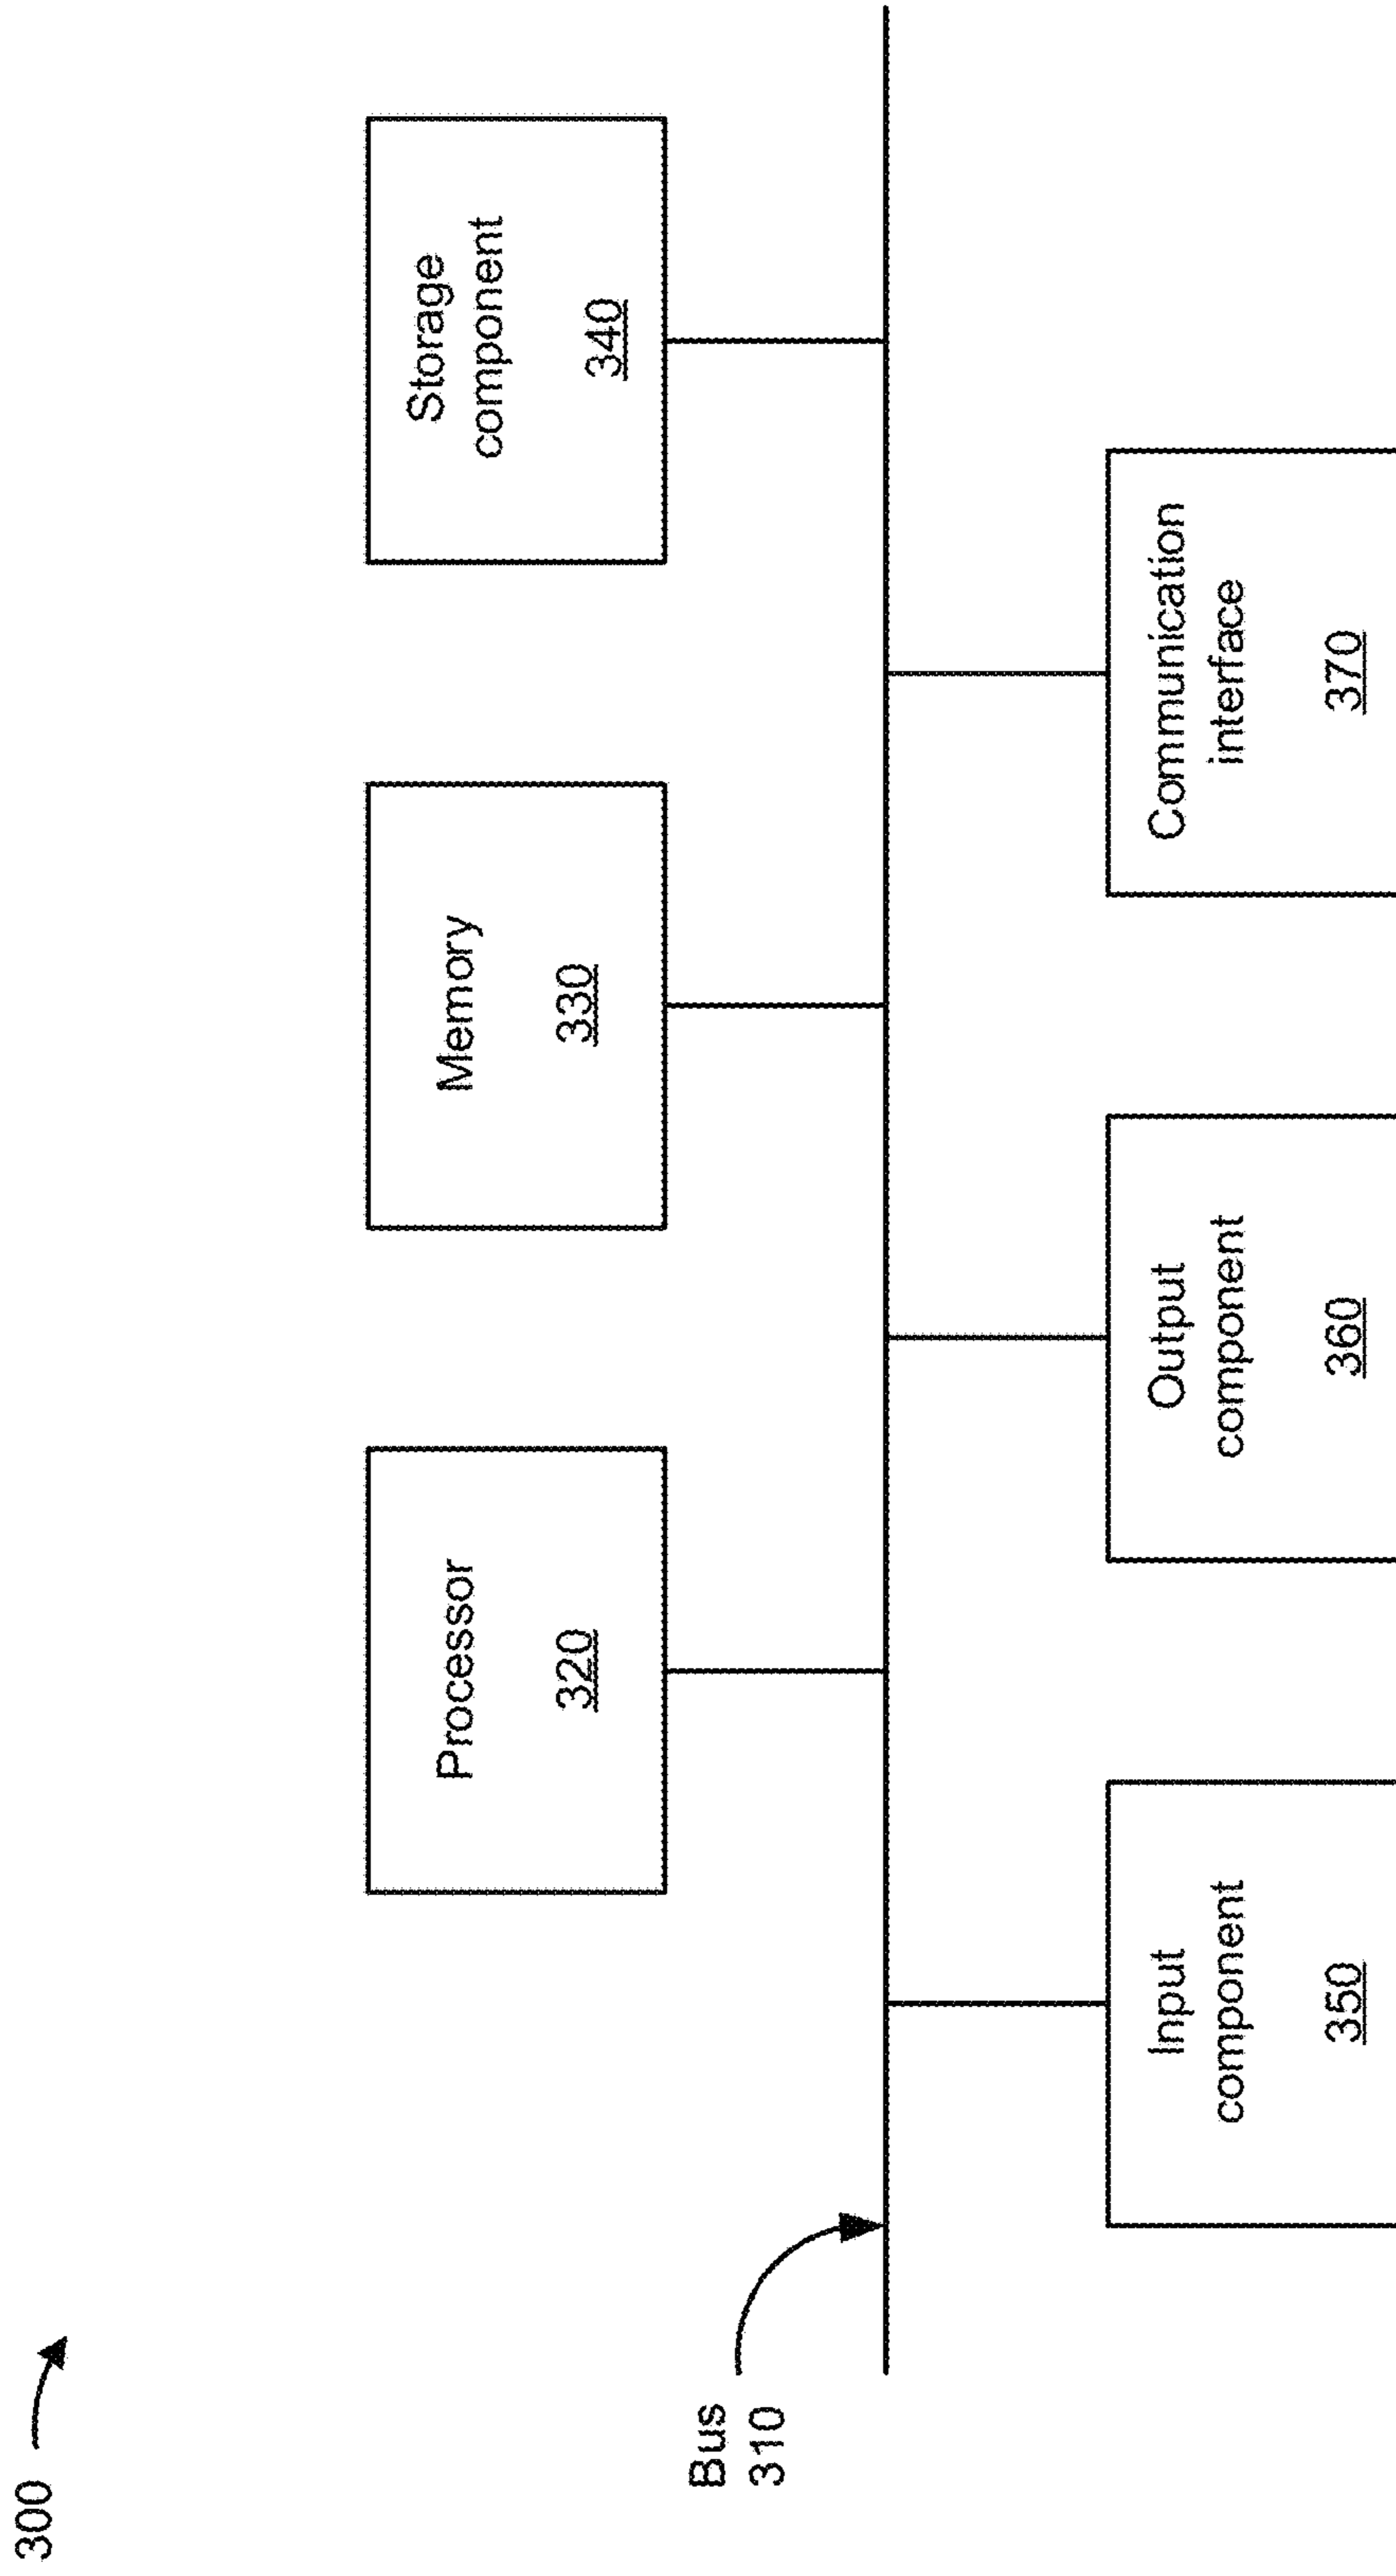 300
Processor
320
Memory
330
Storage
component
340
Bus
310
Input
component
350
Output
component
360
Communication
interface
370